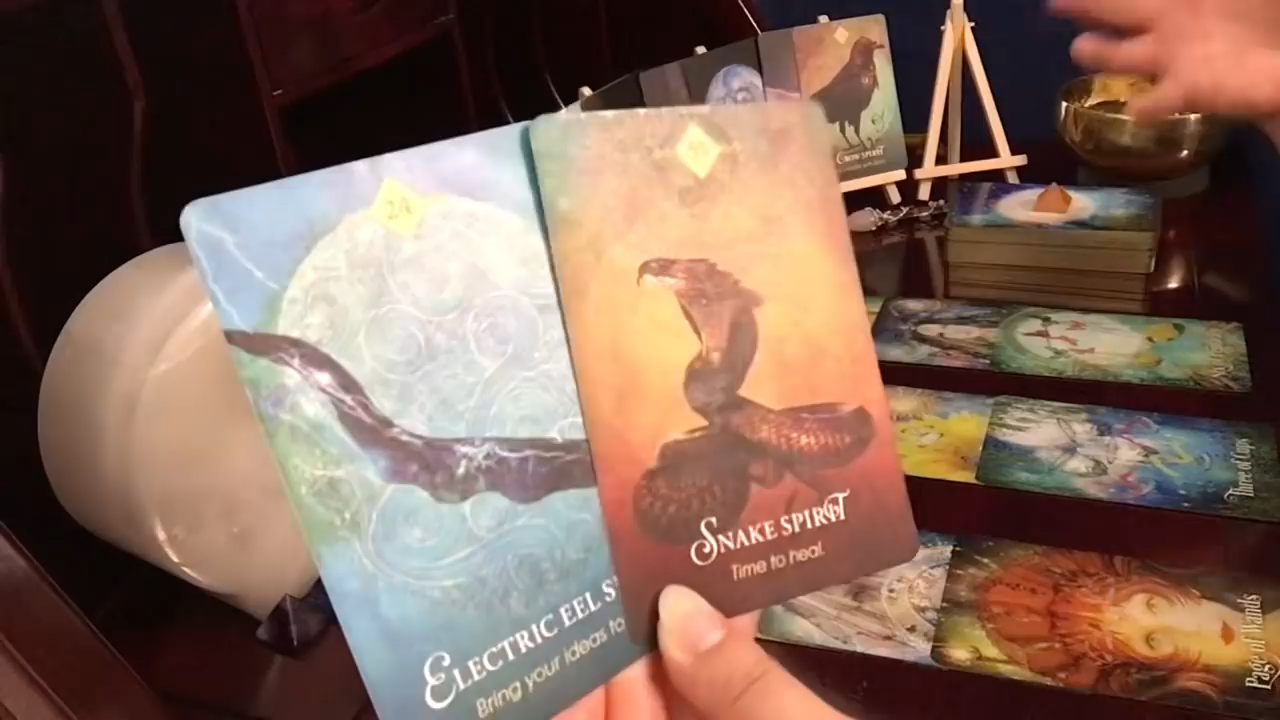 24
ELECTRIC EEL S
Bring your ideas to
SNAKE SPIRIT
Time to heal.
CROW SPIRIT
Three of Cups
Page of Wands